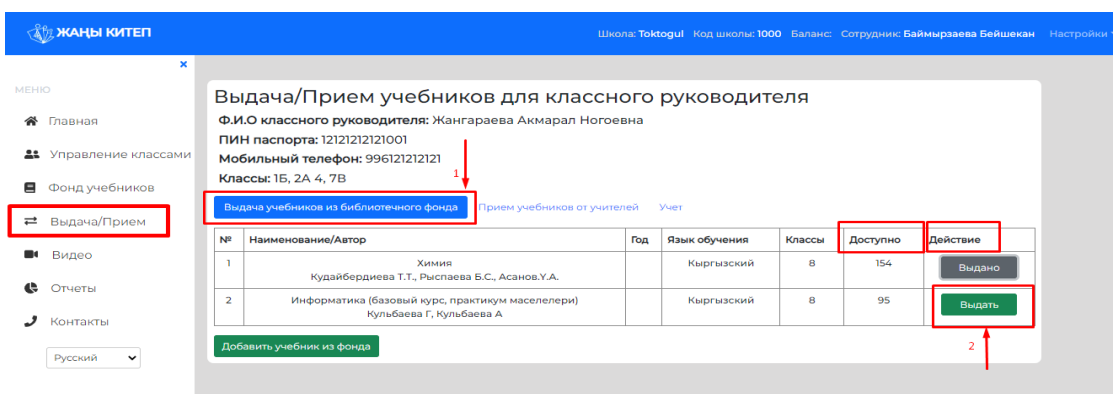 ЖАҢЫ КИТЕП
Школа: Toktogul Код школы: 1000 Баланс: Сотрудник: Баймырзаева Бейшекан Настройки
×
МЕНЮ
Главная
Управление классами
Фонд учебников
Выдача/Прием
Видео
Отчеты
Контакты
Русский
Выдача/Прием учебников для классного руководителя
Ф.И.О классного руководителя: Жангараева Акмарал Ногоевна
ПИН паспорта: 12121212121001
Мобильный телефон: 996121212121
Классы: 1Б, 2А 4, 7В
1
Выдача учебников из библиотечного фонда Прием учебников от учителей Учет
№ Наименование/Автор Год Язык обучения Классы Доступно Действие
1 Химия Кыргызский 8 154 Выдано
Кудайбердиева Т.Т., Рыспаева Б.С., Асанов.У.А.
2 Информатика (базовый курс, практикум маселелери) Кыргызский 8 95 Выдать
Кульбаева Г, Кульбаева А
Добавить учебник из фонда
2